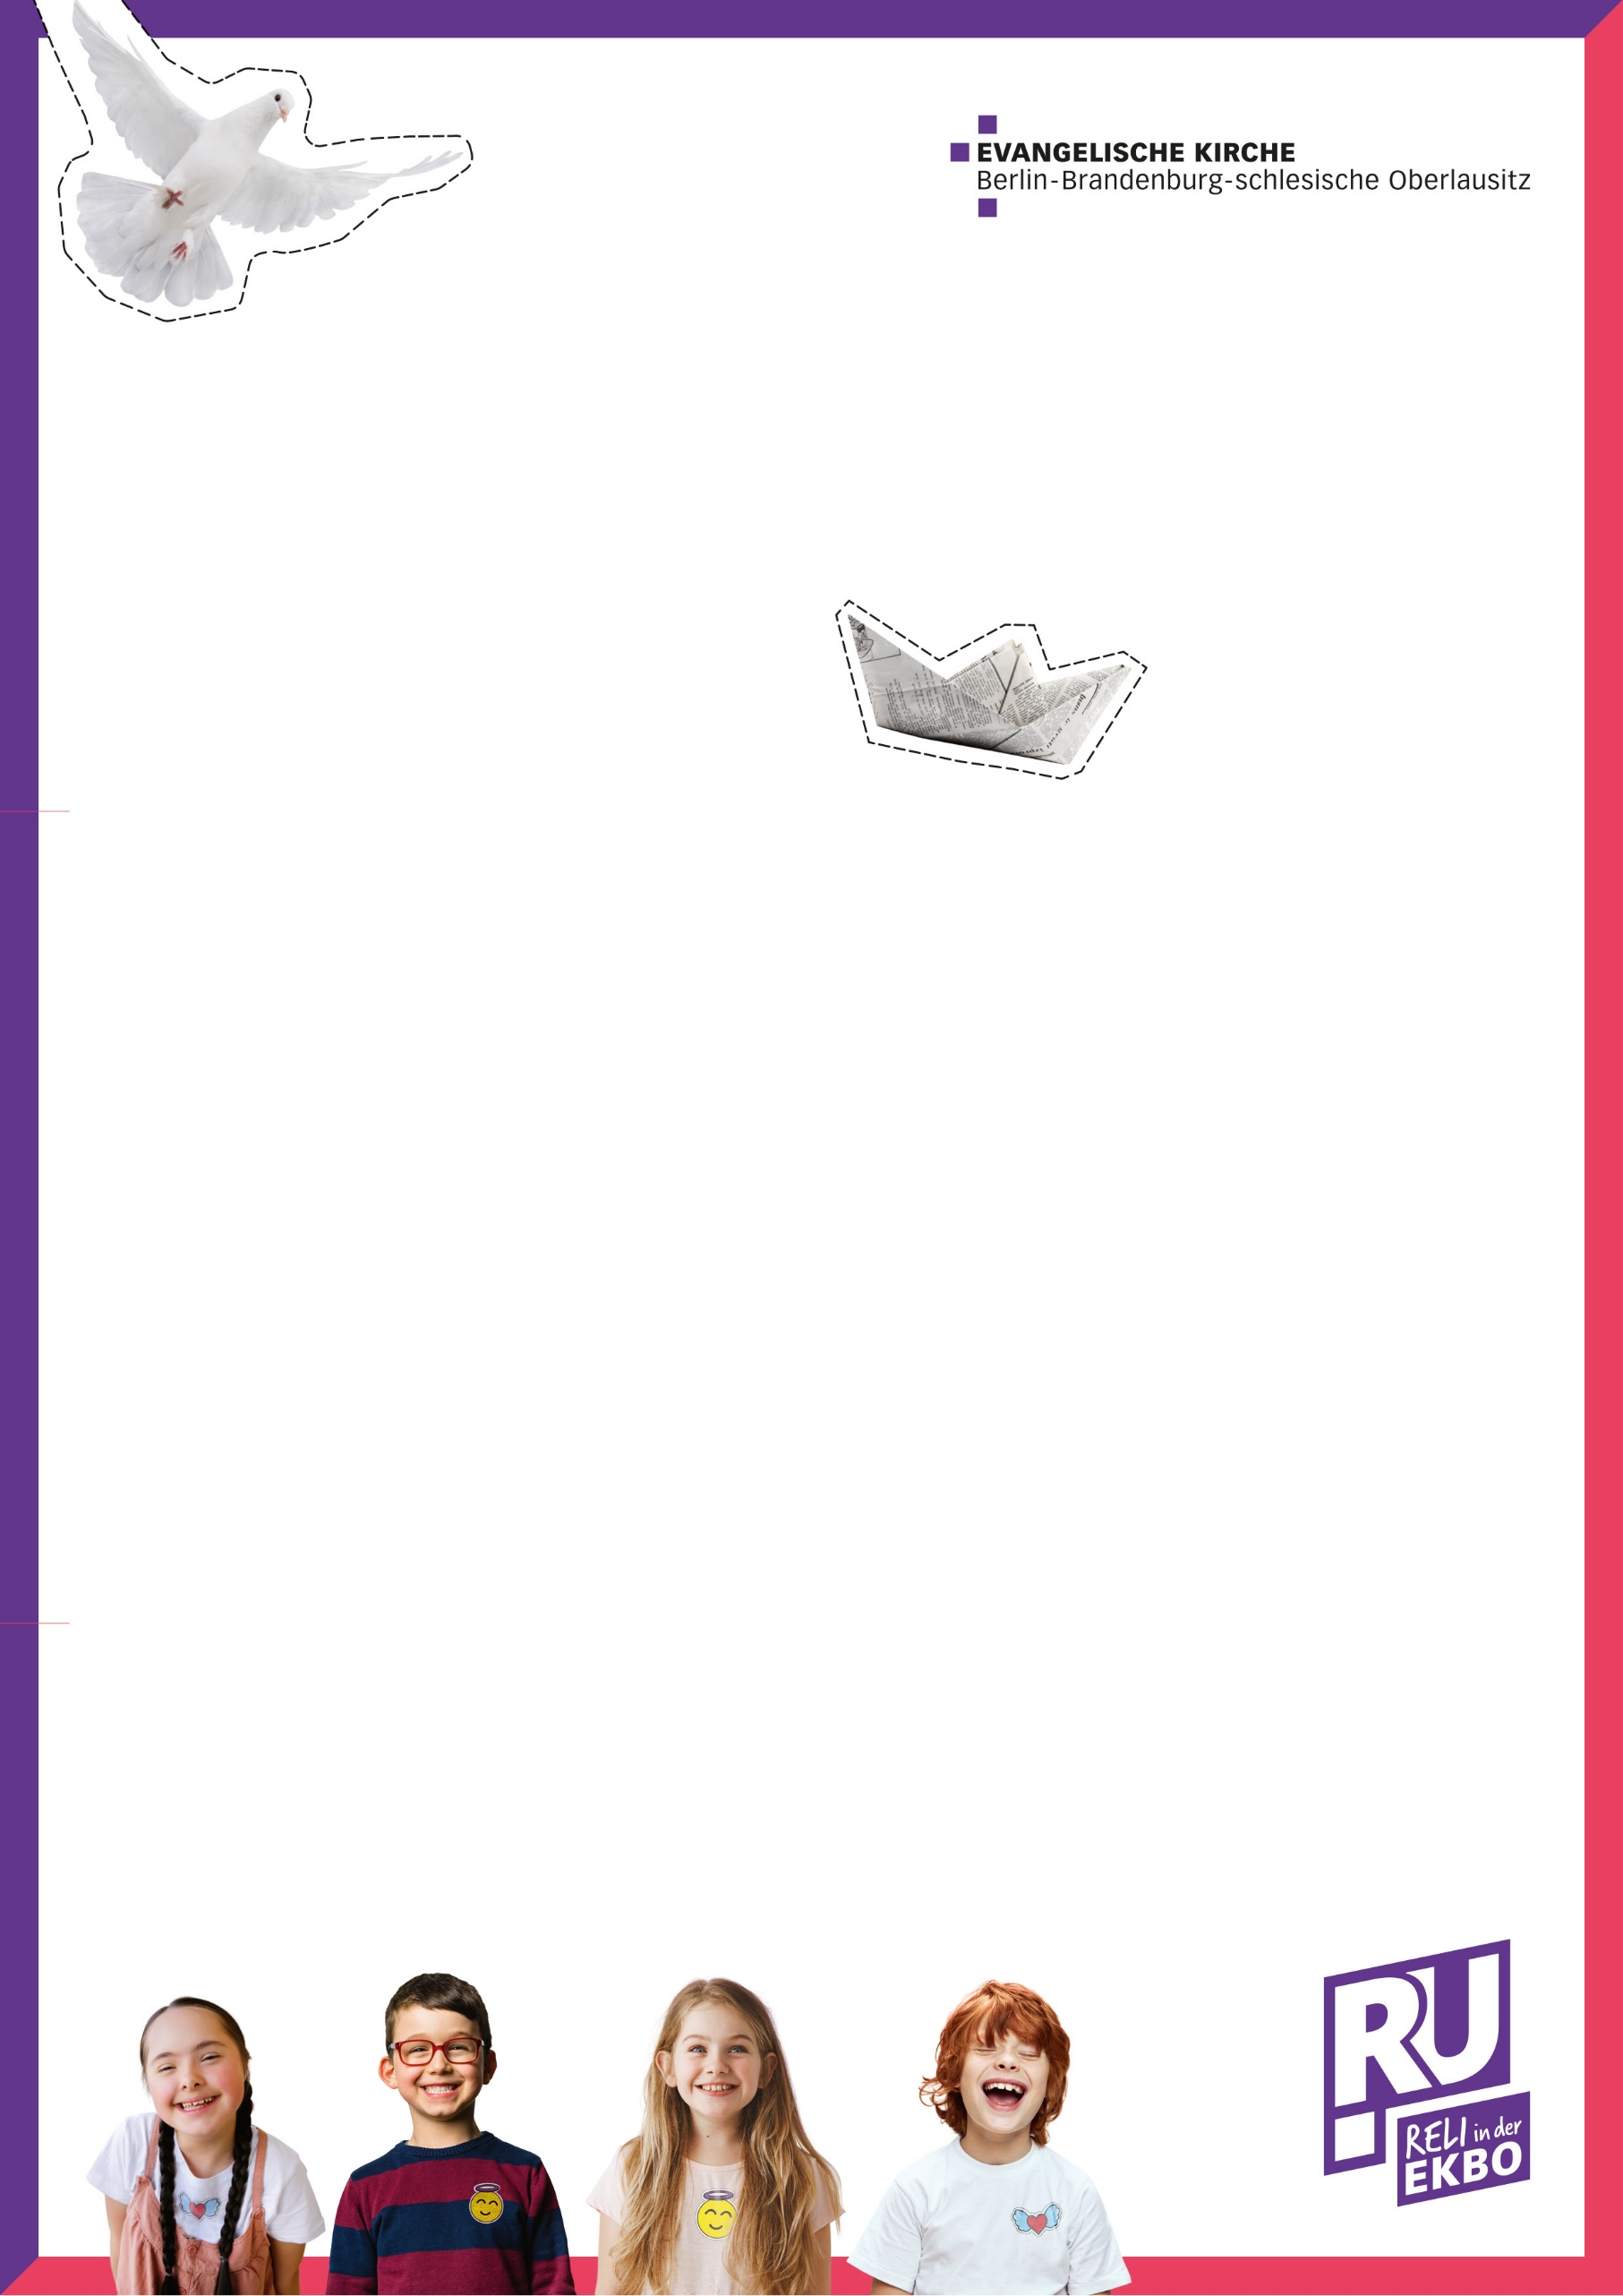 EVANGELISCHE KIRCHE
Berlin-Brandenburg-schlesische Oberlausitz
RU
RELI in der
EKBO